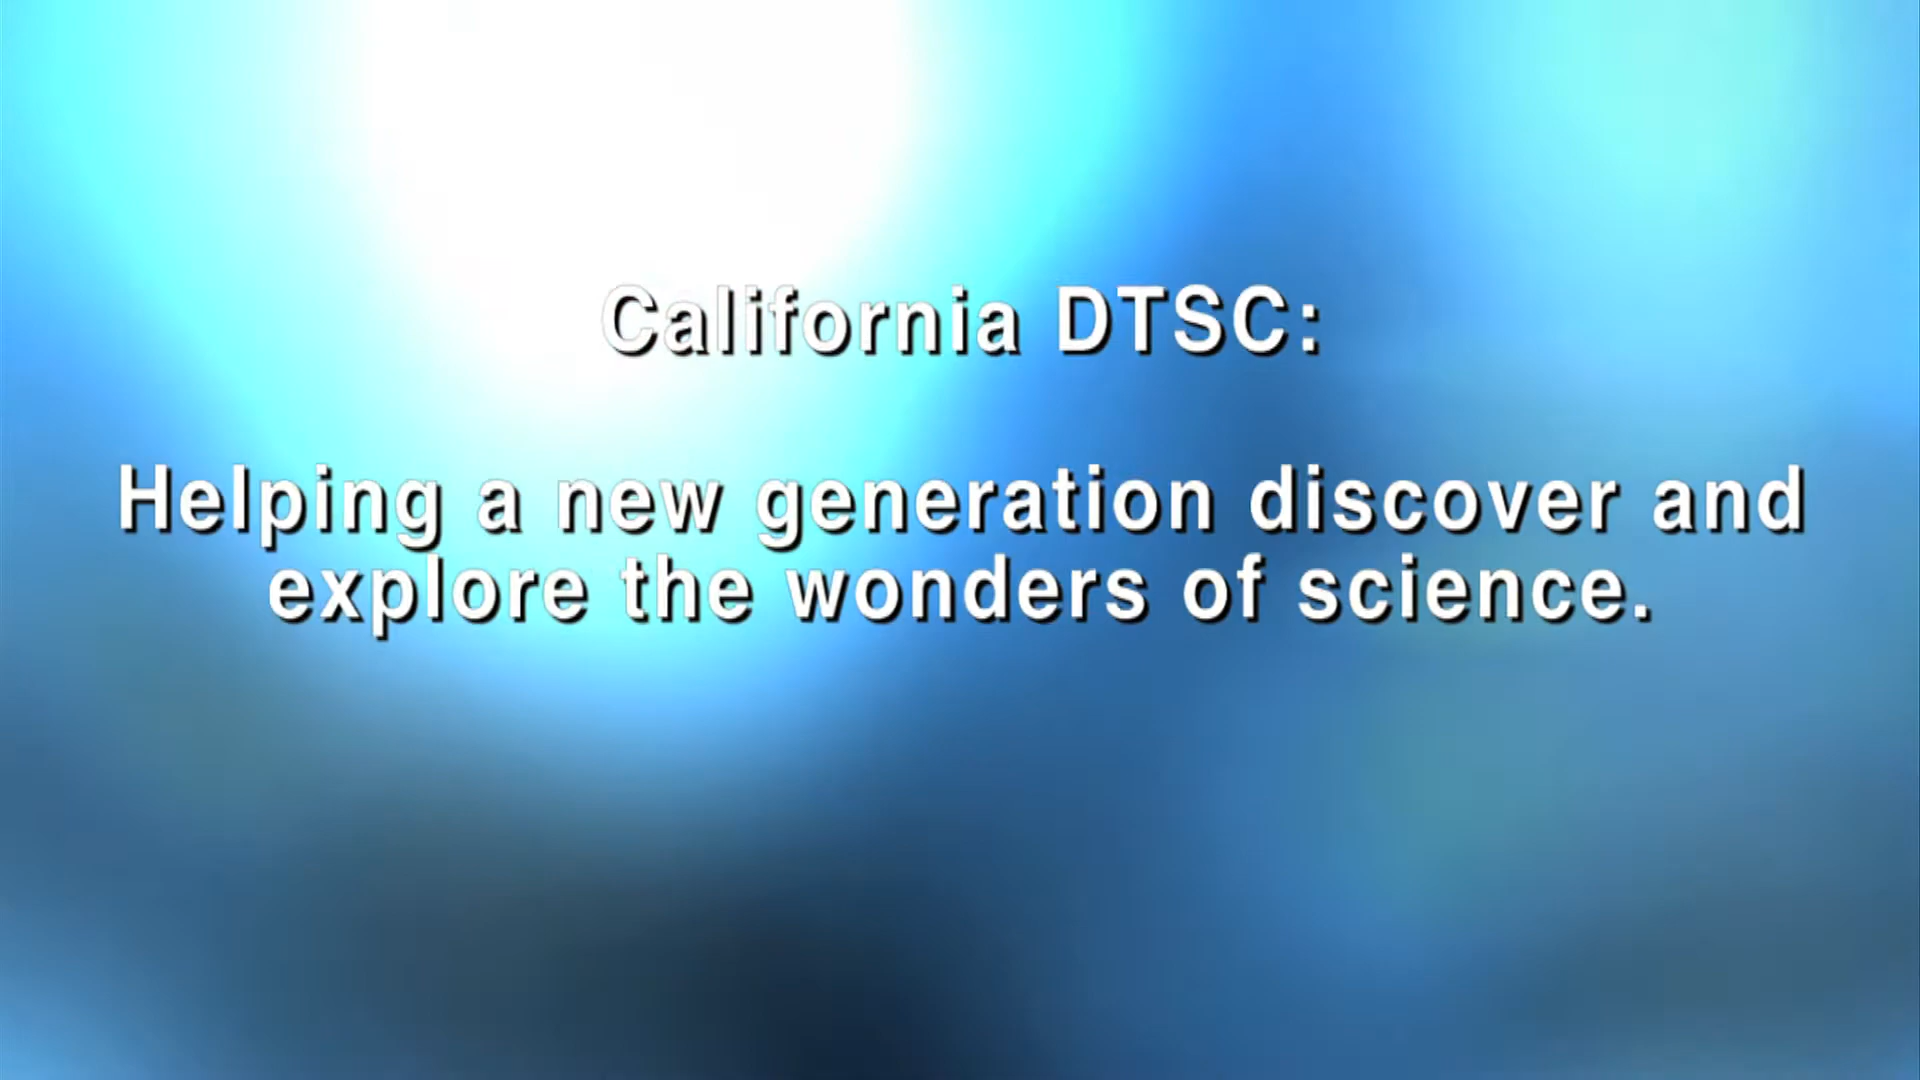 California DTSC:
Helping a new generation discover and
explore the wonders of science.